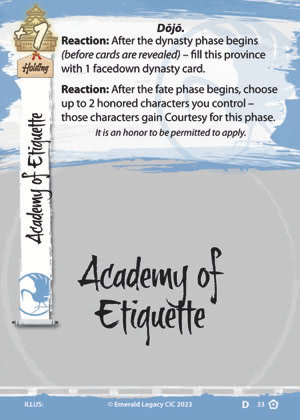 1
Holding
Dōjō.
Reaction: After the dynasty phase begins
(before cards are revealed) – fill this province
with 1 facedown dynasty card.
Reaction: After the fate phase begins, choose
up to 2 honored characters you control –
those characters gain Courtesy for this phase.
It is an honor to be permitted to apply.
Academy of Etiquette
Academy of
Etiquette
ILLUS:
© Emerald Legacy CIC 2023
D 33